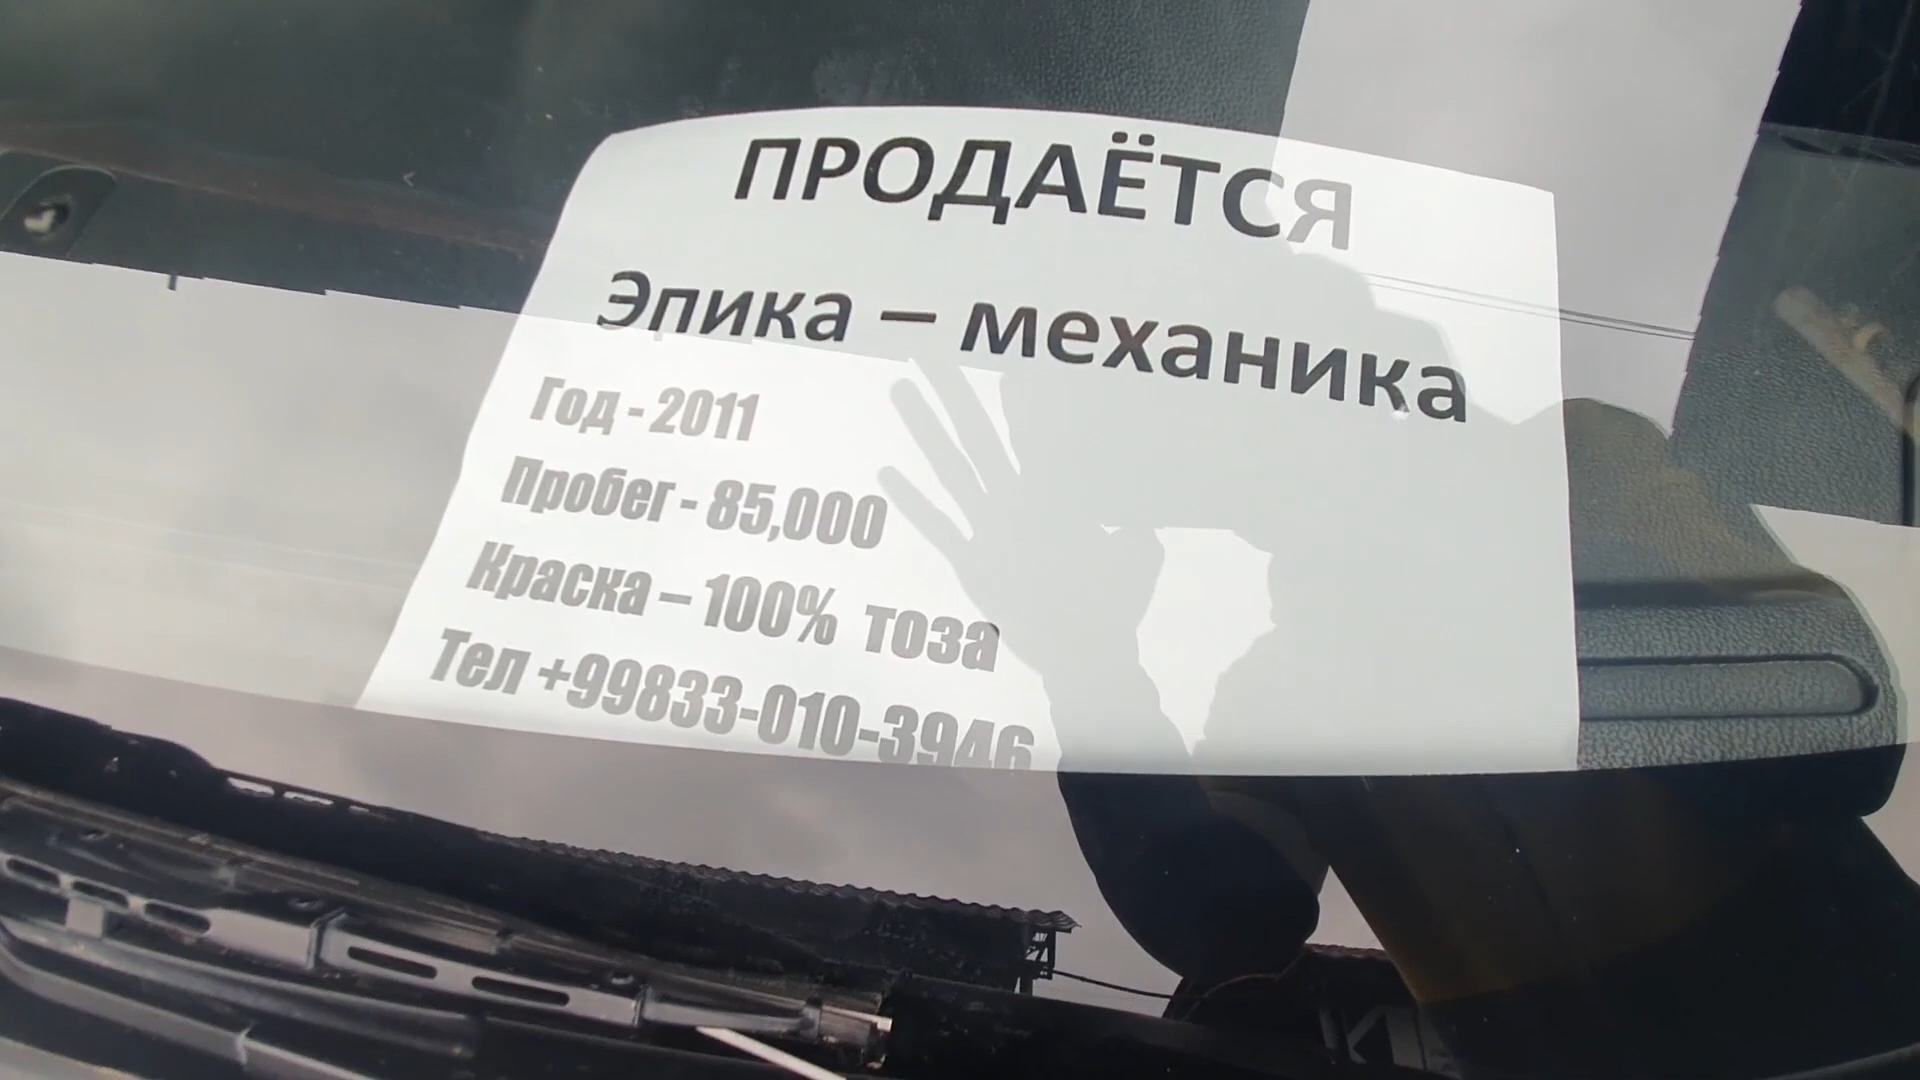 ПРОДАЁТСЯ
Эпика – механика
Год - 2011
Пробег - 85,000
Краска – 100% тоза
Тел +99833-010-3946